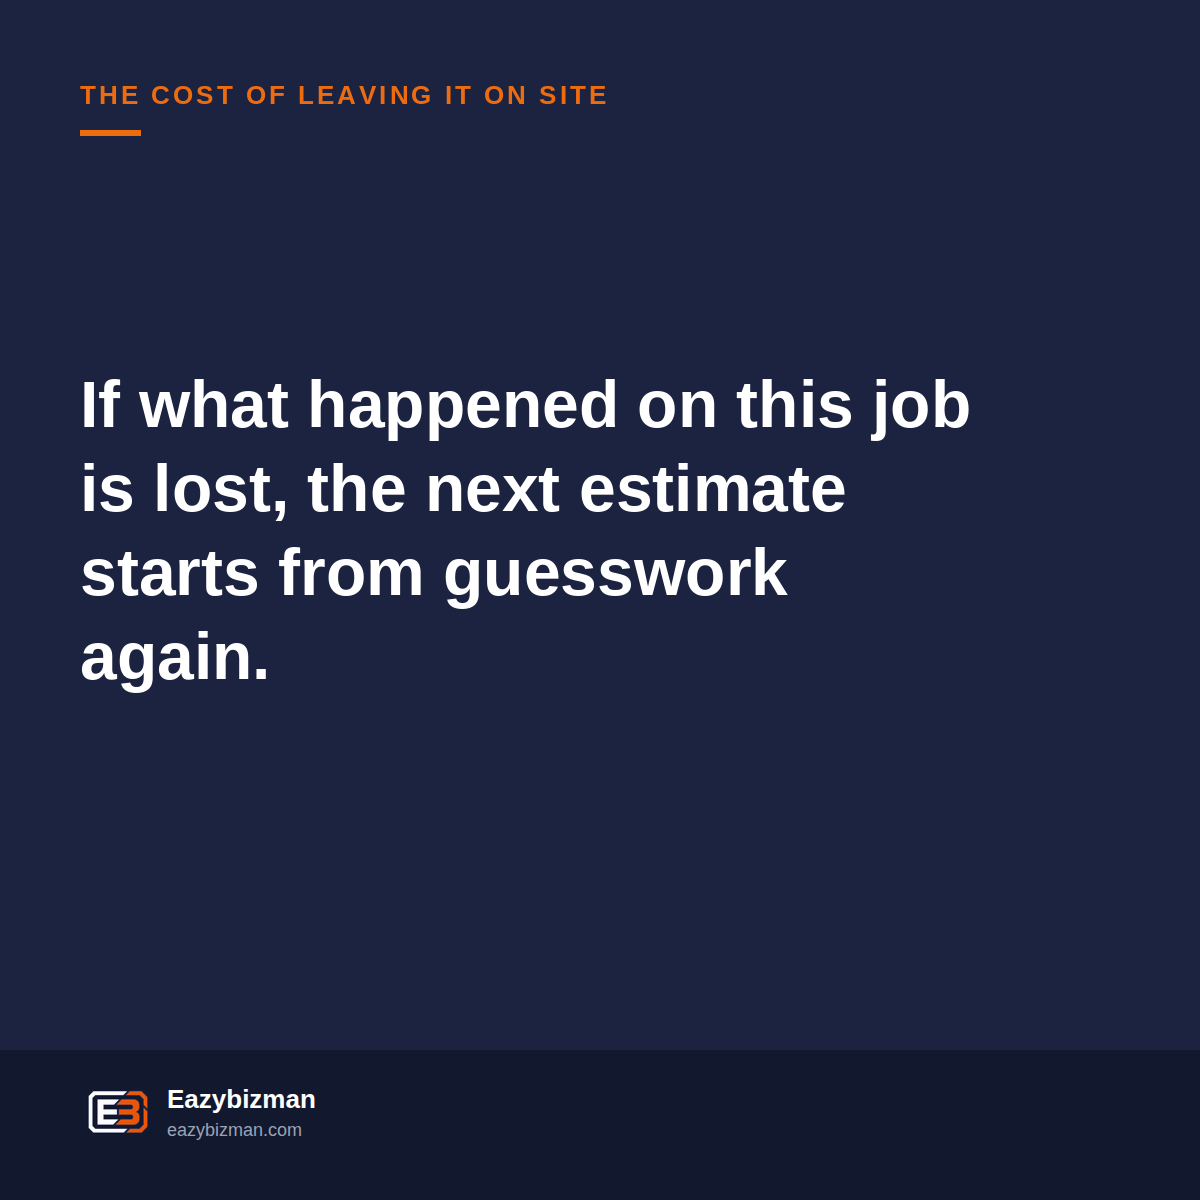 THE COST OF LEAVING IT ON SITE
If what happened on this job
is lost, the next estimate
starts from guesswork
again.
EB
Eazybizman
eazybizman.com